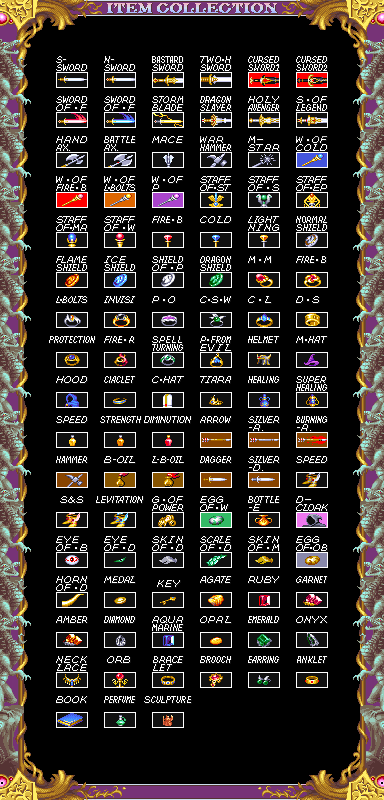 ITEM COLLECTION
S-SWORD N-SWORD BASTARD SWORD TWO•H SWORD CURSED SWORD1 CURSED SWORD2
SWORD OF•F SWORD OF•F STORM BLADE DRAGON SLAYER HOLY AVENGER S•OF LEGEND
HAND AX. BATTLE AX. MACE WAR HAMMER M-STAR W•OF COLD
W•OF FIRE•B W•OF L•BOLTS W•OF P STAFF OF•ST STAFF OF•S STAFF OF•EP
STAFF OF•MA STAFF OF•W FIRE•B COLD LIGHTNING NORMAL SHIELD
FLAME SHIELD ICE SHIELD SHIELD OF•P DRAGON SHIELD M•M FIRE•B
L•BOLTS INVISI P•O C•S•W C•L D•S
PROTECTION FIRE•R SPELL TURNING P•FROM EVIL HELMET M•HAT
HOOD CIACLET C•HAT TIARA HEALING SUPER HEALING
SPEED STRENGTH DIMINUTION ARROW SILVER-A. BURNING-A.
HAMMER B-OIL L-B-OIL DAGGER SILVER-D. SPEED
S&S LEVITATION G•OF POWER EGG OF•W BOTTLE-E D-CLOAK
EYE OF•B EYE OF•D SKIN OF•D SCALE OF•D SKIN OF•M EGG OF•OB
HORN OF•D MEDAL KEY AGATE RUBY GARNET
AMBER DIAMOND AQUA MARINE OPAL EMERALD ONYX
NECK LACE ORB BRACE LET BROOCH EARRING ANKLET
BOOK PERFUME SCULPTURE